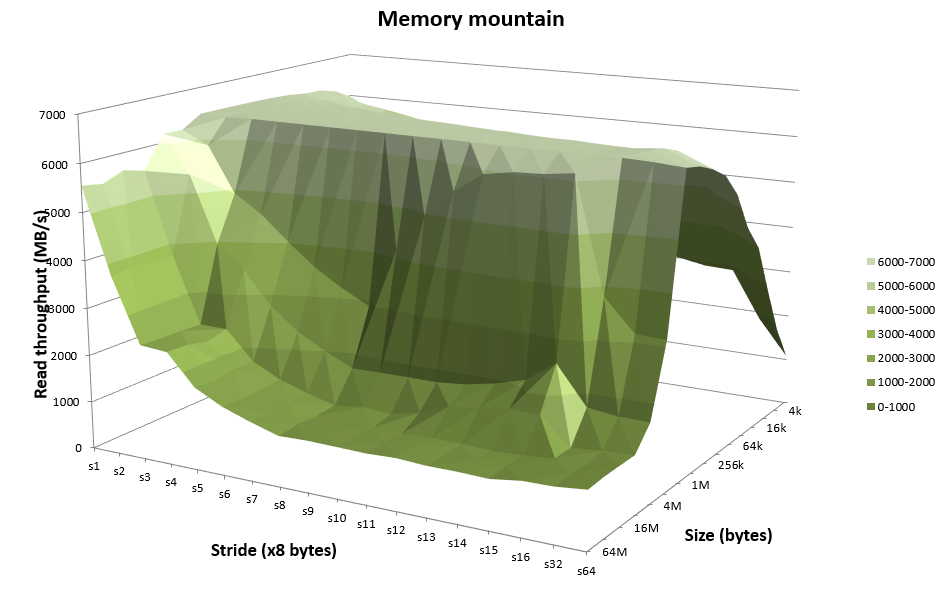 Memory mountain
7000
6000
5000
4000
3000
2000
1000
0
Read throughput (MB/s)
s1
s2
s3
s4
s5
s6
s7
s8
s9
s10
s11
s12
s13
s14
s15
s16
s32
s64
Stride (x8 bytes)
4k
16k
64k
256k
1M
4M
16M
64M
Size (bytes)
6000-7000
5000-6000
4000-5000
3000-4000
2000-3000
1000-2000
0-1000